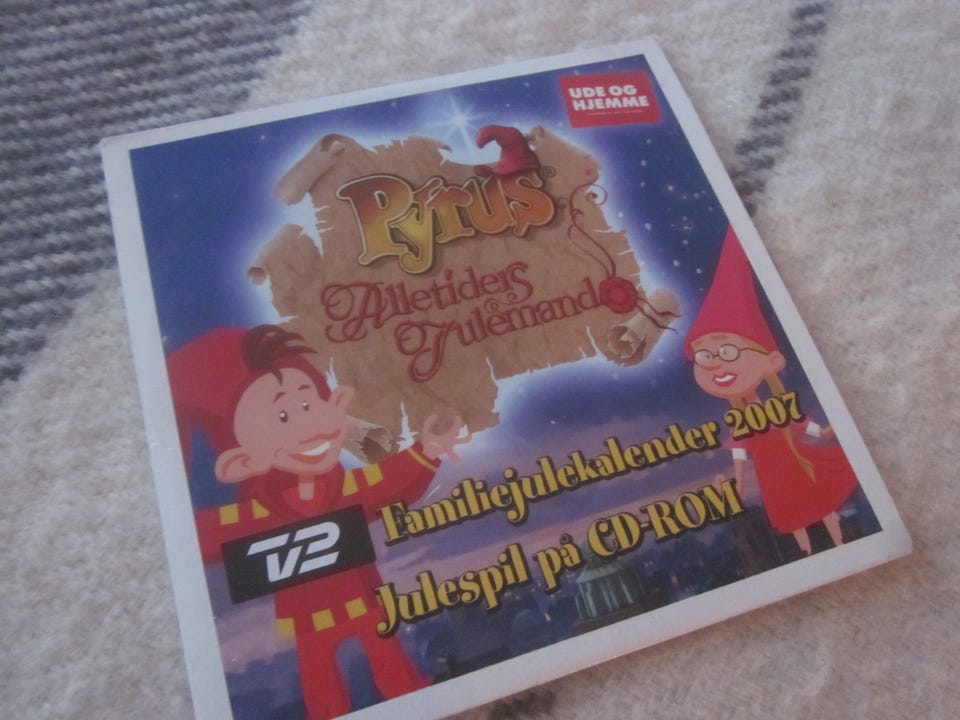 UDE OG
HJEMME
Pyrus®
Alletiders
Julemand
Familiejulekalender 2007
Julespil på CD-ROM
TV2